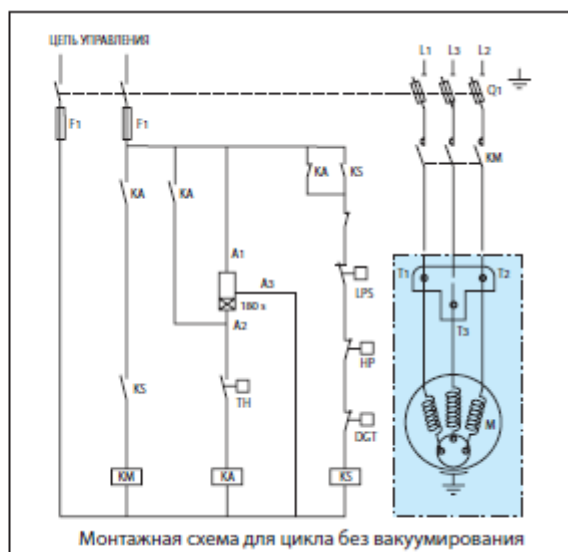 ЦЕПЬ УПРАВЛЕНИЯ
L1 L3 L2
Q1
F1 F1
KM
KA KA KA KS
A1
A3
180 s
A2
T1 T2
T3
LPS
HP
KS
TH
DGT
M
KM KA KS
Монтажная схема для цикла без вакуумирования